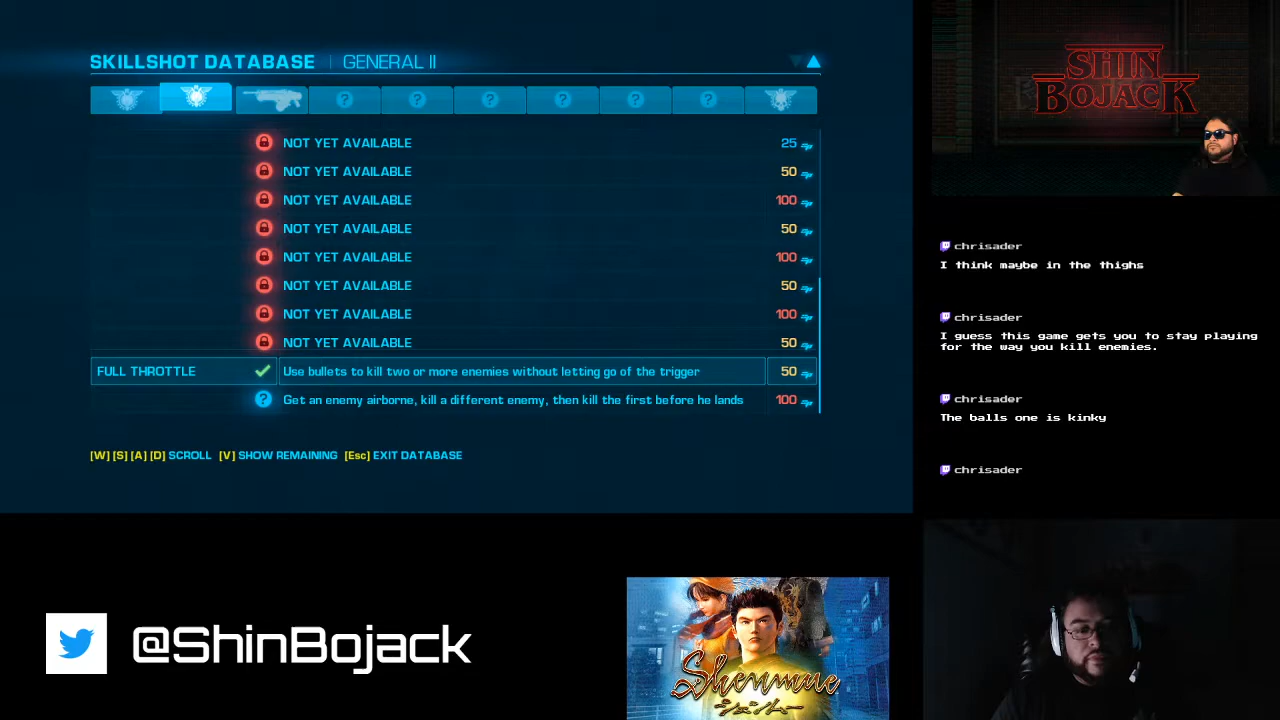 SKILLSHOT DATABASE | GENERAL II
NOT YET AVAILABLE 25
NOT YET AVAILABLE 50
NOT YET AVAILABLE 100
NOT YET AVAILABLE 50
NOT YET AVAILABLE 100
NOT YET AVAILABLE 50
NOT YET AVAILABLE 100
NOT YET AVAILABLE 50
FULL THROTTLE Use bullets to kill two or more enemies without letting go of the trigger 50
Get an enemy airborne, kill a different enemy, then kill the first before he lands 100
[W] [S] [A] [D] SCROLL [V] SHOW REMAINING [Esc] EXIT DATABASE
SHIN
BOJACK
chrisader
I think maybe in the thighs
chrisader
I guess this game gets you to stay playing
for the way you kill enemies.
chrisader
The balls one is kinky
chrisader
@ShinBojack
Shenmue
シェンムー